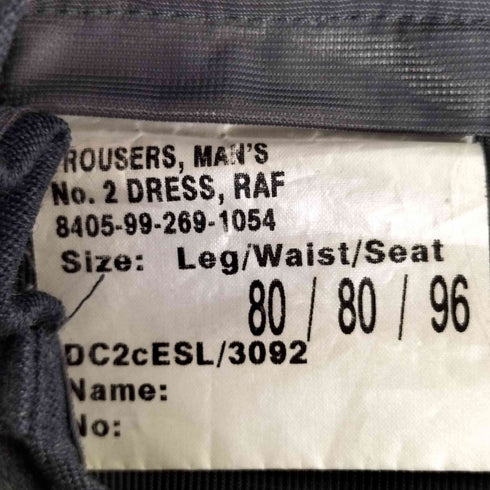 ROUSERS, MAN'S
No. 2 DRESS, RAF
8405-99-269-1054
Size: Leg/Waist/Seat
80 / 80 / 96
DC2cESL/3092
Name:
No: